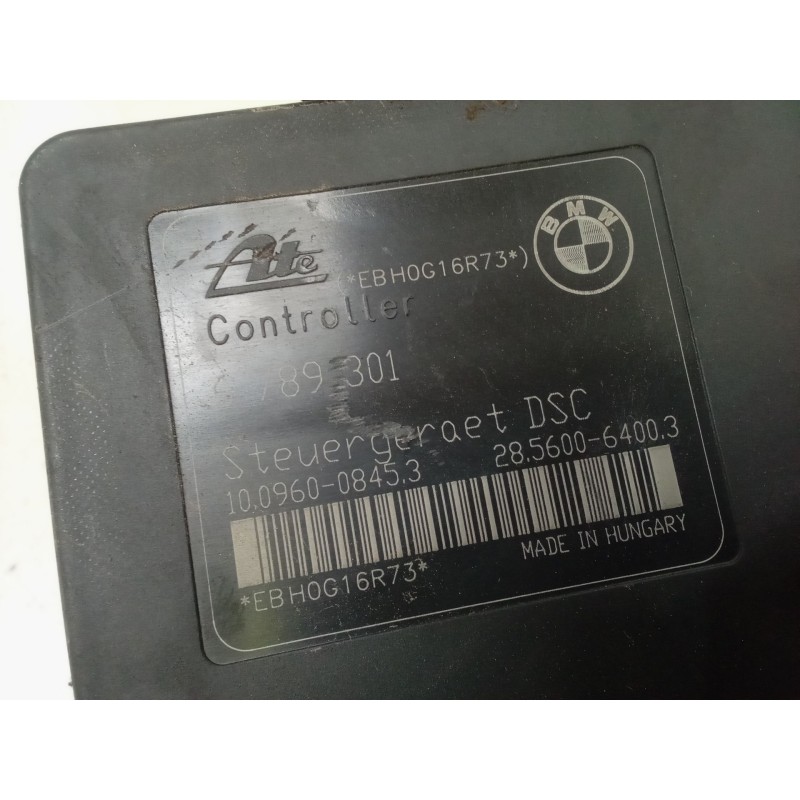 Ate *EBH0G16R73*) BMW
Controller
789 301
Steuergeraet DSC
10.0960-0845.3 28.5600-6400.3
MADE IN HUNGARY
*EBH0G16R73*